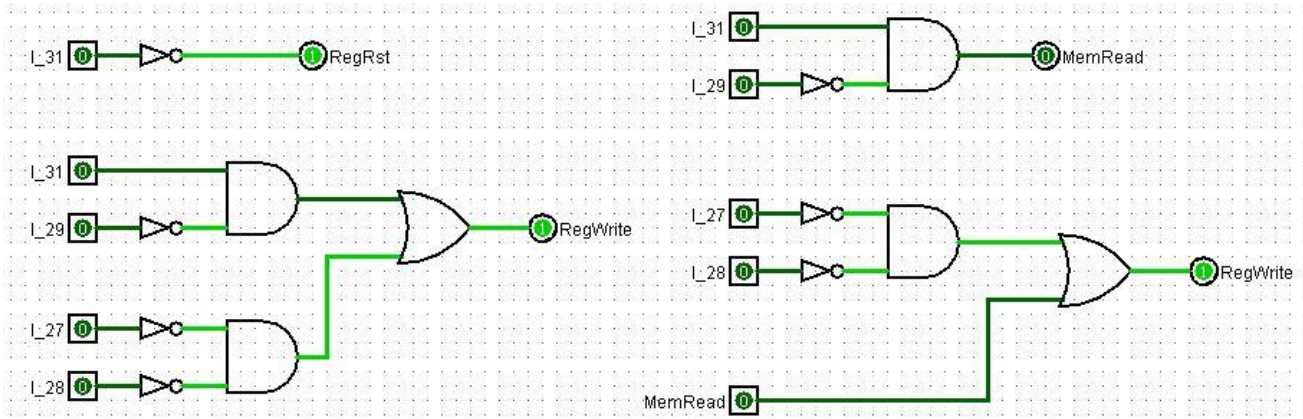 I_31 0 1 RegRst
I_31 0
I_29 0
0 MemRead
I_31 0
I_29 0
1 RegWrite
I_27 0
I_28 0
I_27 0
I_28 0
1 RegWrite
MemRead 0